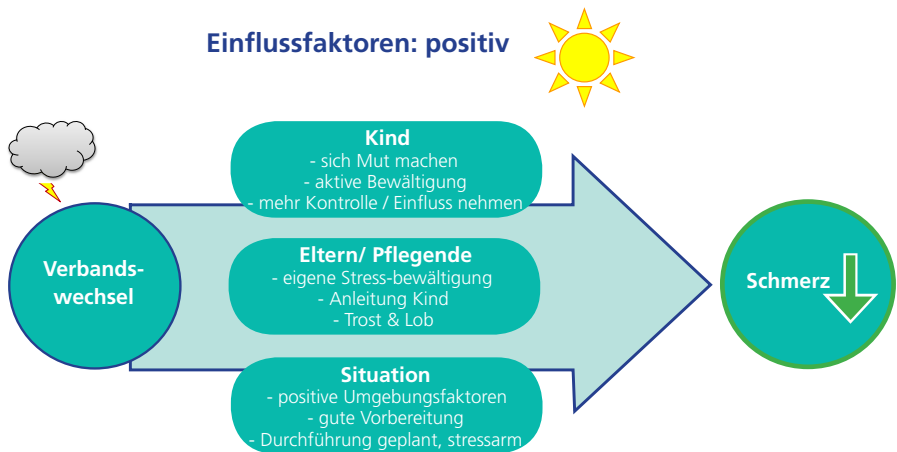 Einflussfaktoren: positiv
Kind
- sich Mut machen
- aktive Bewältigung
- mehr Kontrolle / Einfluss nehmen
Verbands-
wechsel
Eltern/ Pflegende
- eigene Stress-bewältigung
- Anleitung Kind
- Trost & Lob
Schmerz
Situation
- positive Umgebungsfaktoren
- gute Vorbereitung
- Durchführung geplant, stressarm